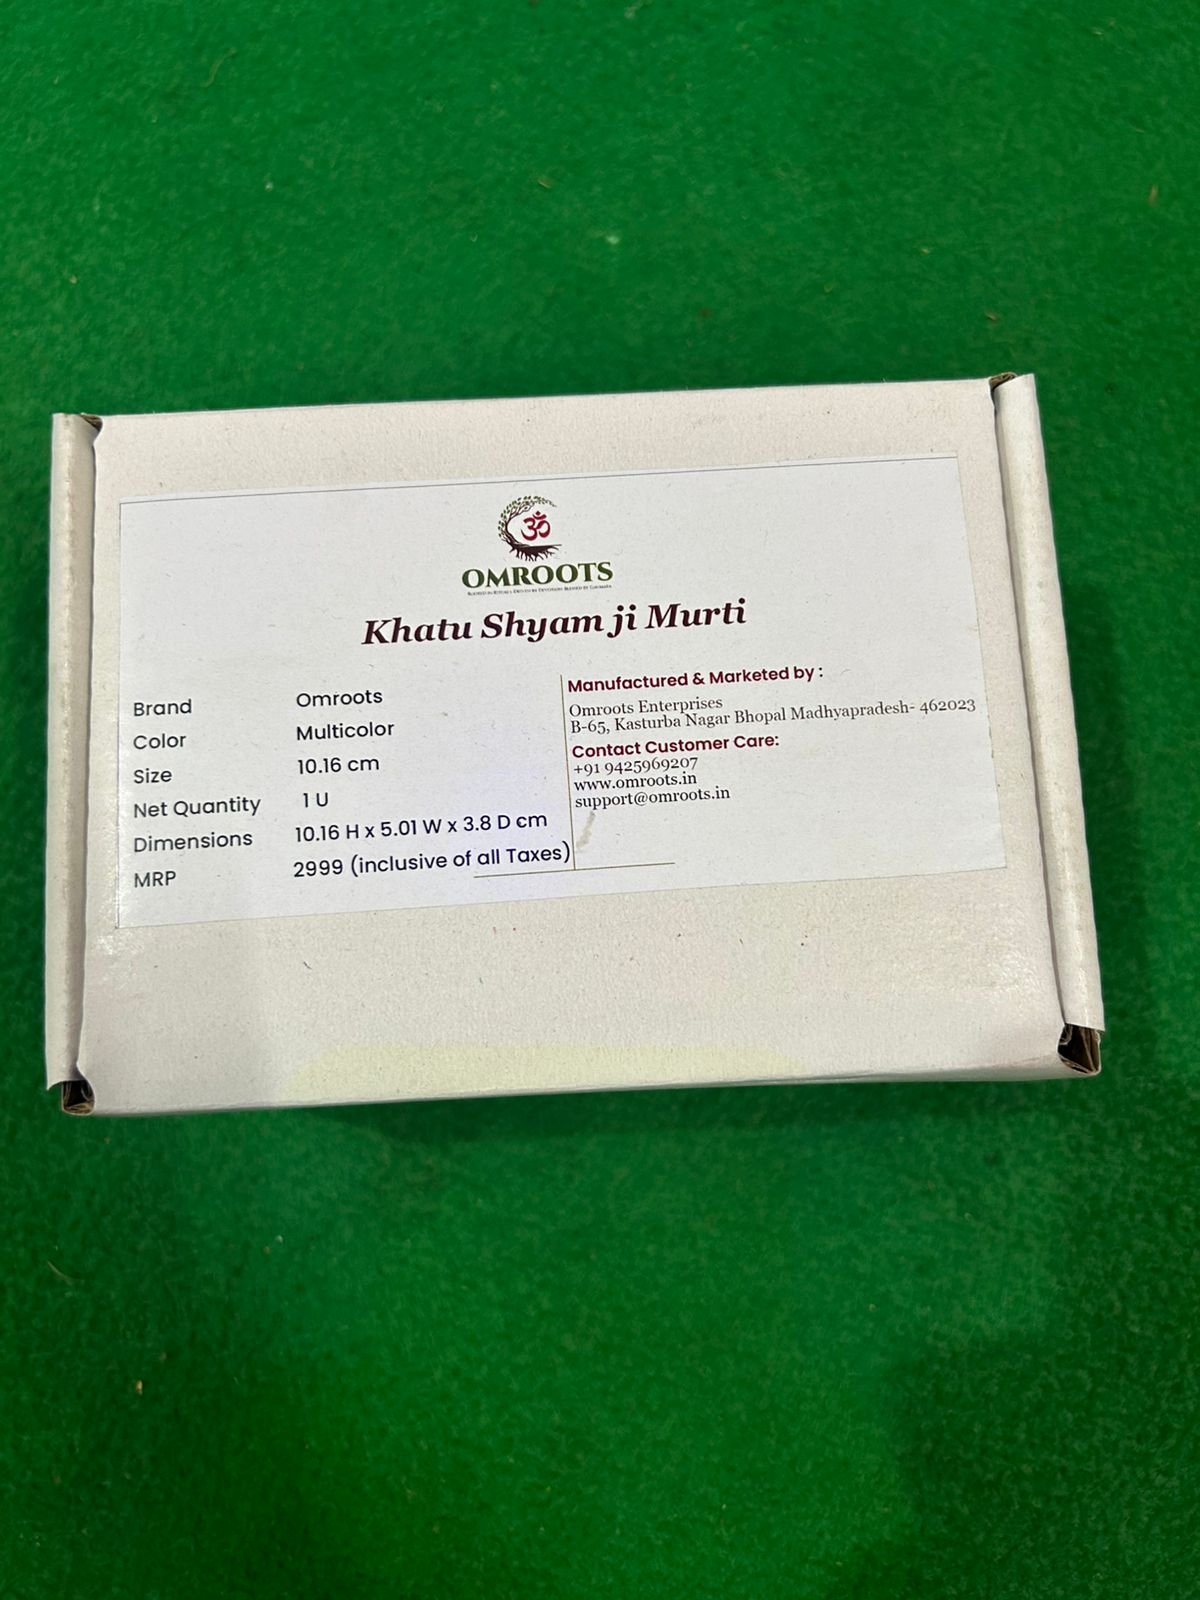 ॐ
OMROOTS
Khatu Shyam ji Murti
Brand Omroots
Color Multicolor
Size 10.16 cm
Net Quantity 1 U
Dimensions 10.16 H x 5.01 W x 3.8 D cm
MRP 2999 (inclusive of all Taxes)
Manufactured & Marketed by :
Omroots Enterprises
B-65, Kasturba Nagar Bhopal Madhyapradesh- 462023
Contact Customer Care:
+91 9425969207
www.omroots.in
support@omroots.in